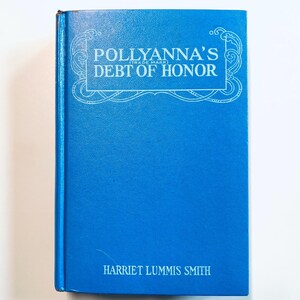 POLLYANNA'S
(TRADE MARK)
DEBT OF HONOR
HARRIET LUMMIS SMITH